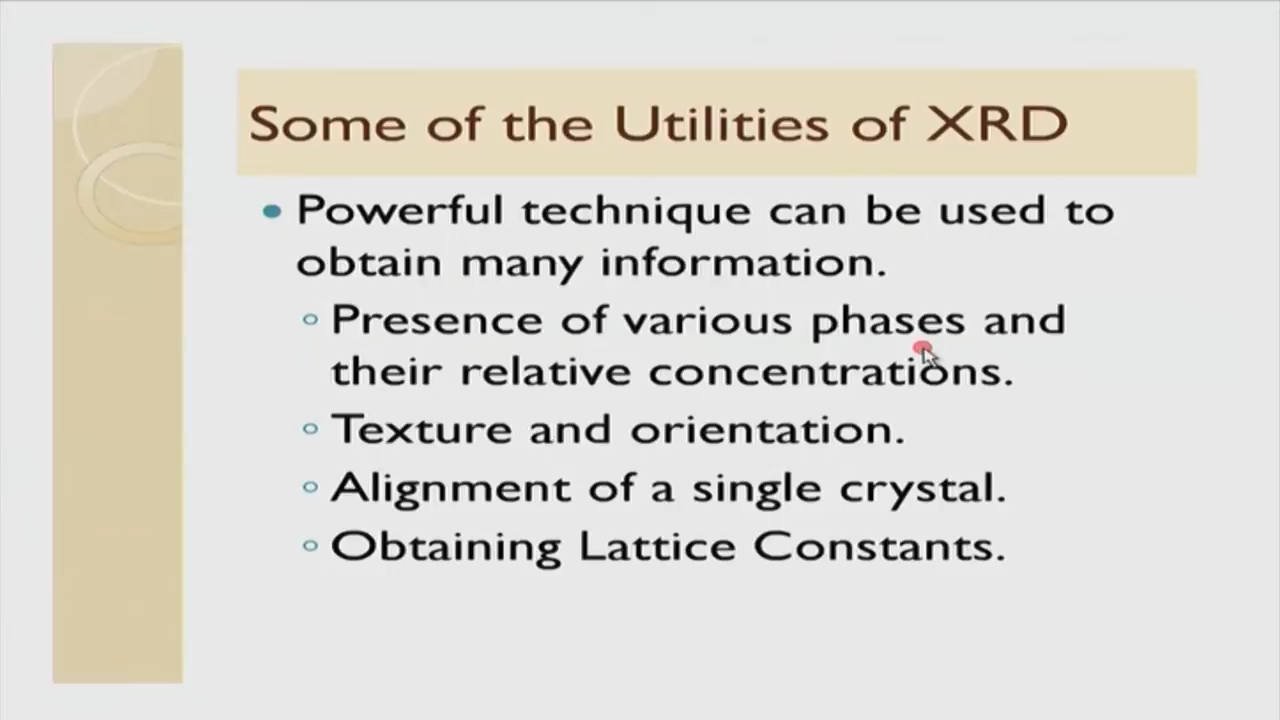 Some of the Utilities of XRD
Powerful technique can be used to
obtain many information.
Presence of various phases and
their relative concentrations.
Texture and orientation.
Alignment of a single crystal.
Obtaining Lattice Constants.